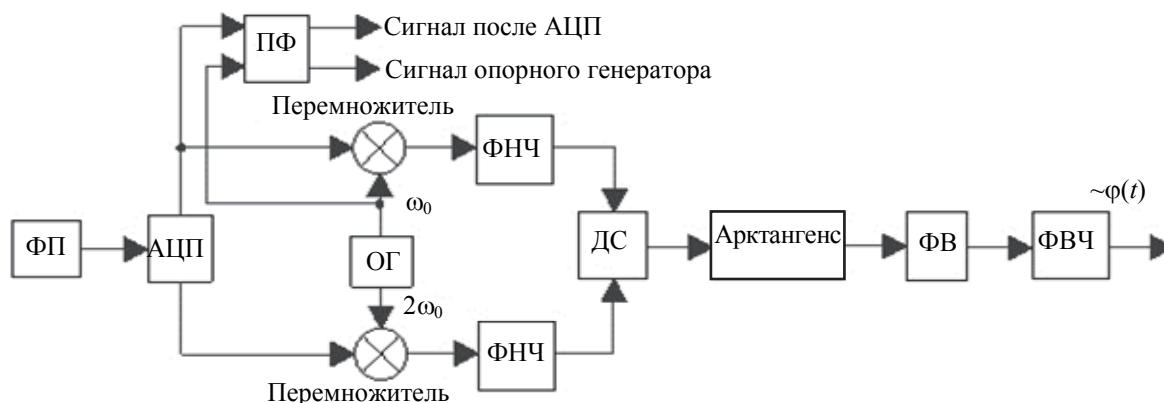 ПФ
Сигнал после АЦП
Сигнал опорного генератора
Перемножитель
ФНЧ
ω₀
~φ(t)
ФП
АЦП
ОГ
ДС
Арктангенс
ФВ
ФВЧ
2ω₀
ФНЧ
Перемножитель